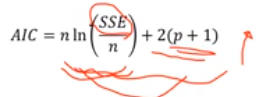 AIC = n ln(SSE/n) + 2(p + 1)